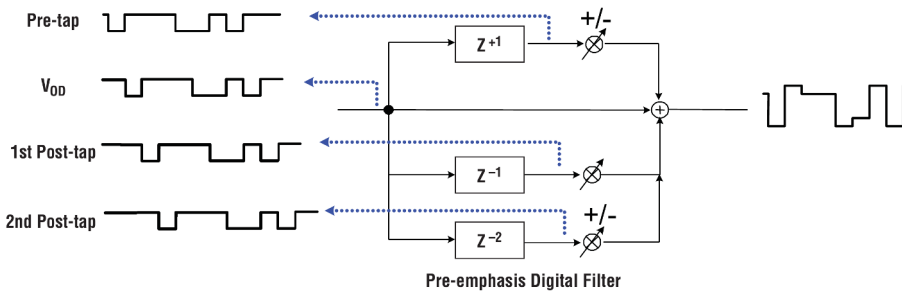 Pre-tap
V_OD
1st Post-tap
2nd Post-tap
+/-
Z⁺¹
+
Z⁻¹
+/-
Z⁻²
Pre-emphasis Digital Filter